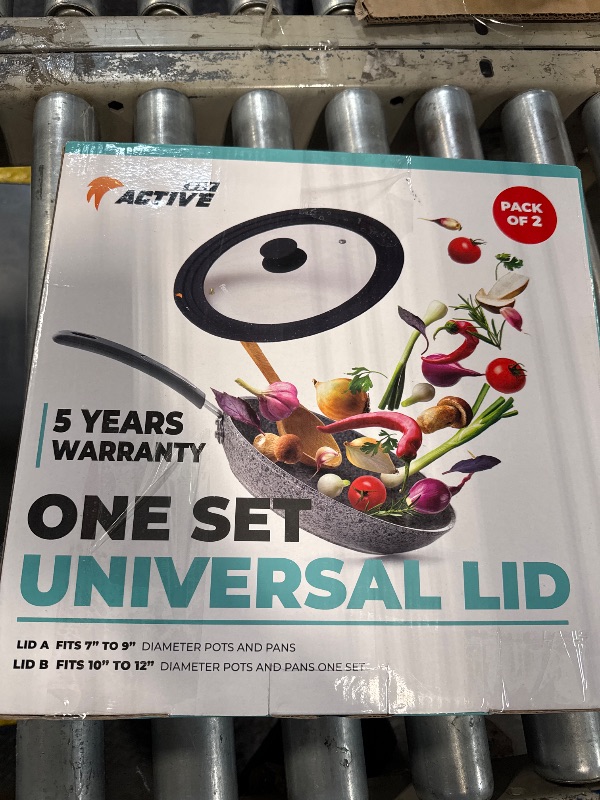 ACTIVE
PACK
OF 2
5 YEARS
WARRANTY
ONE SET
UNIVERSAL LID
LID A FITS 7” TO 9” DIAMETER POTS AND PANS
LID B FITS 10” TO 12” DIAMETER POTS AND PANS.ONE SET